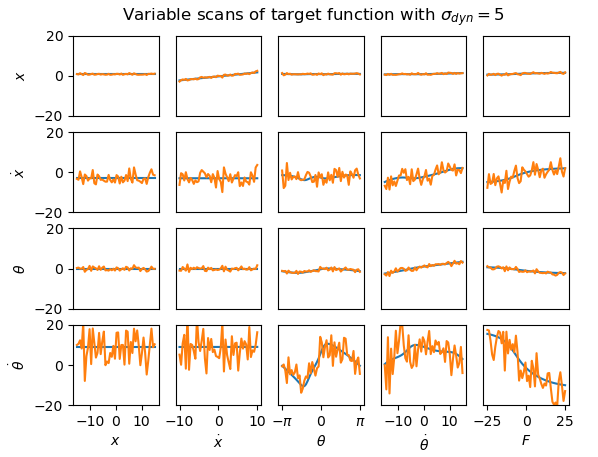 Variable scans of target function with σ_dyn = 5
20
0
−20
x
20
0
−20
ẋ
20
0
−20
θ
20
0
−20
θ̇
−10 0 10 −10 0 10 −π 0 π −10 0 10 −25 0 25
x ẋ θ θ̇ F